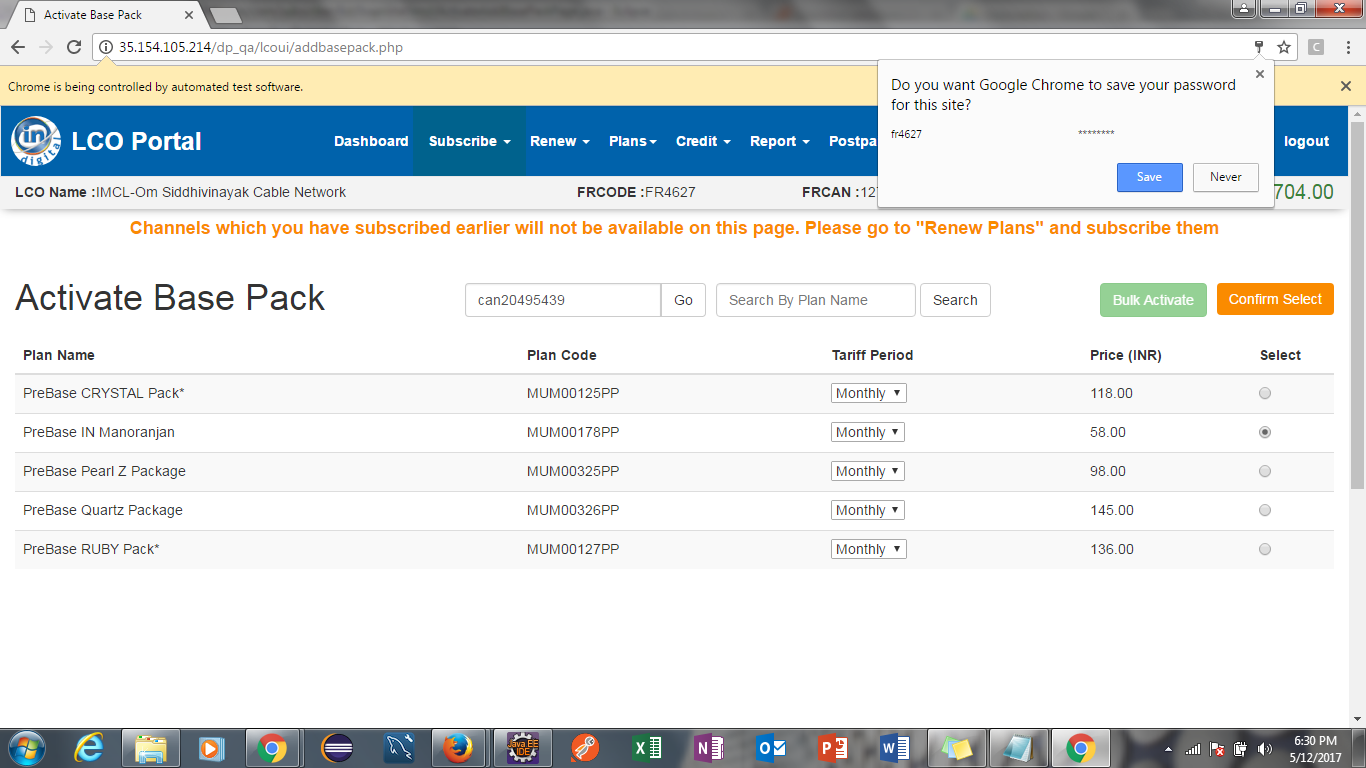 Activate Base Pack
35.154.105.214/dp_qa/lcoui/addbasepack.php
C
Chrome is being controlled by automated test software.
Do you want Google Chrome to save your password
for this site?
fr4627 ********
Save Never
in digital LCO Portal Dashboard Subscribe Renew Plans Credit Report Postpa logout
LCO Name :IMCL-Om Siddhivinayak Cable Network FRCODE :FR4627 FRCAN :127 704.00
Channels which you have subscribed earlier will not be available on this page. Please go to "Renew Plans" and subscribe them
Activate Base Pack can20495439 Go Search By Plan Name Search Bulk Activate Confirm Select
Plan Name Plan Code Tariff Period Price (INR) Select
PreBase CRYSTAL Pack* MUM00125PP Monthly 118.00
PreBase IN Manoranjan MUM00178PP Monthly 58.00
PreBase Pearl Z Package MUM00325PP Monthly 98.00
PreBase Quartz Package MUM00326PP Monthly 145.00
PreBase RUBY Pack* MUM00127PP Monthly 136.00
Java EE
IDE
6:30 PM
5/12/2017